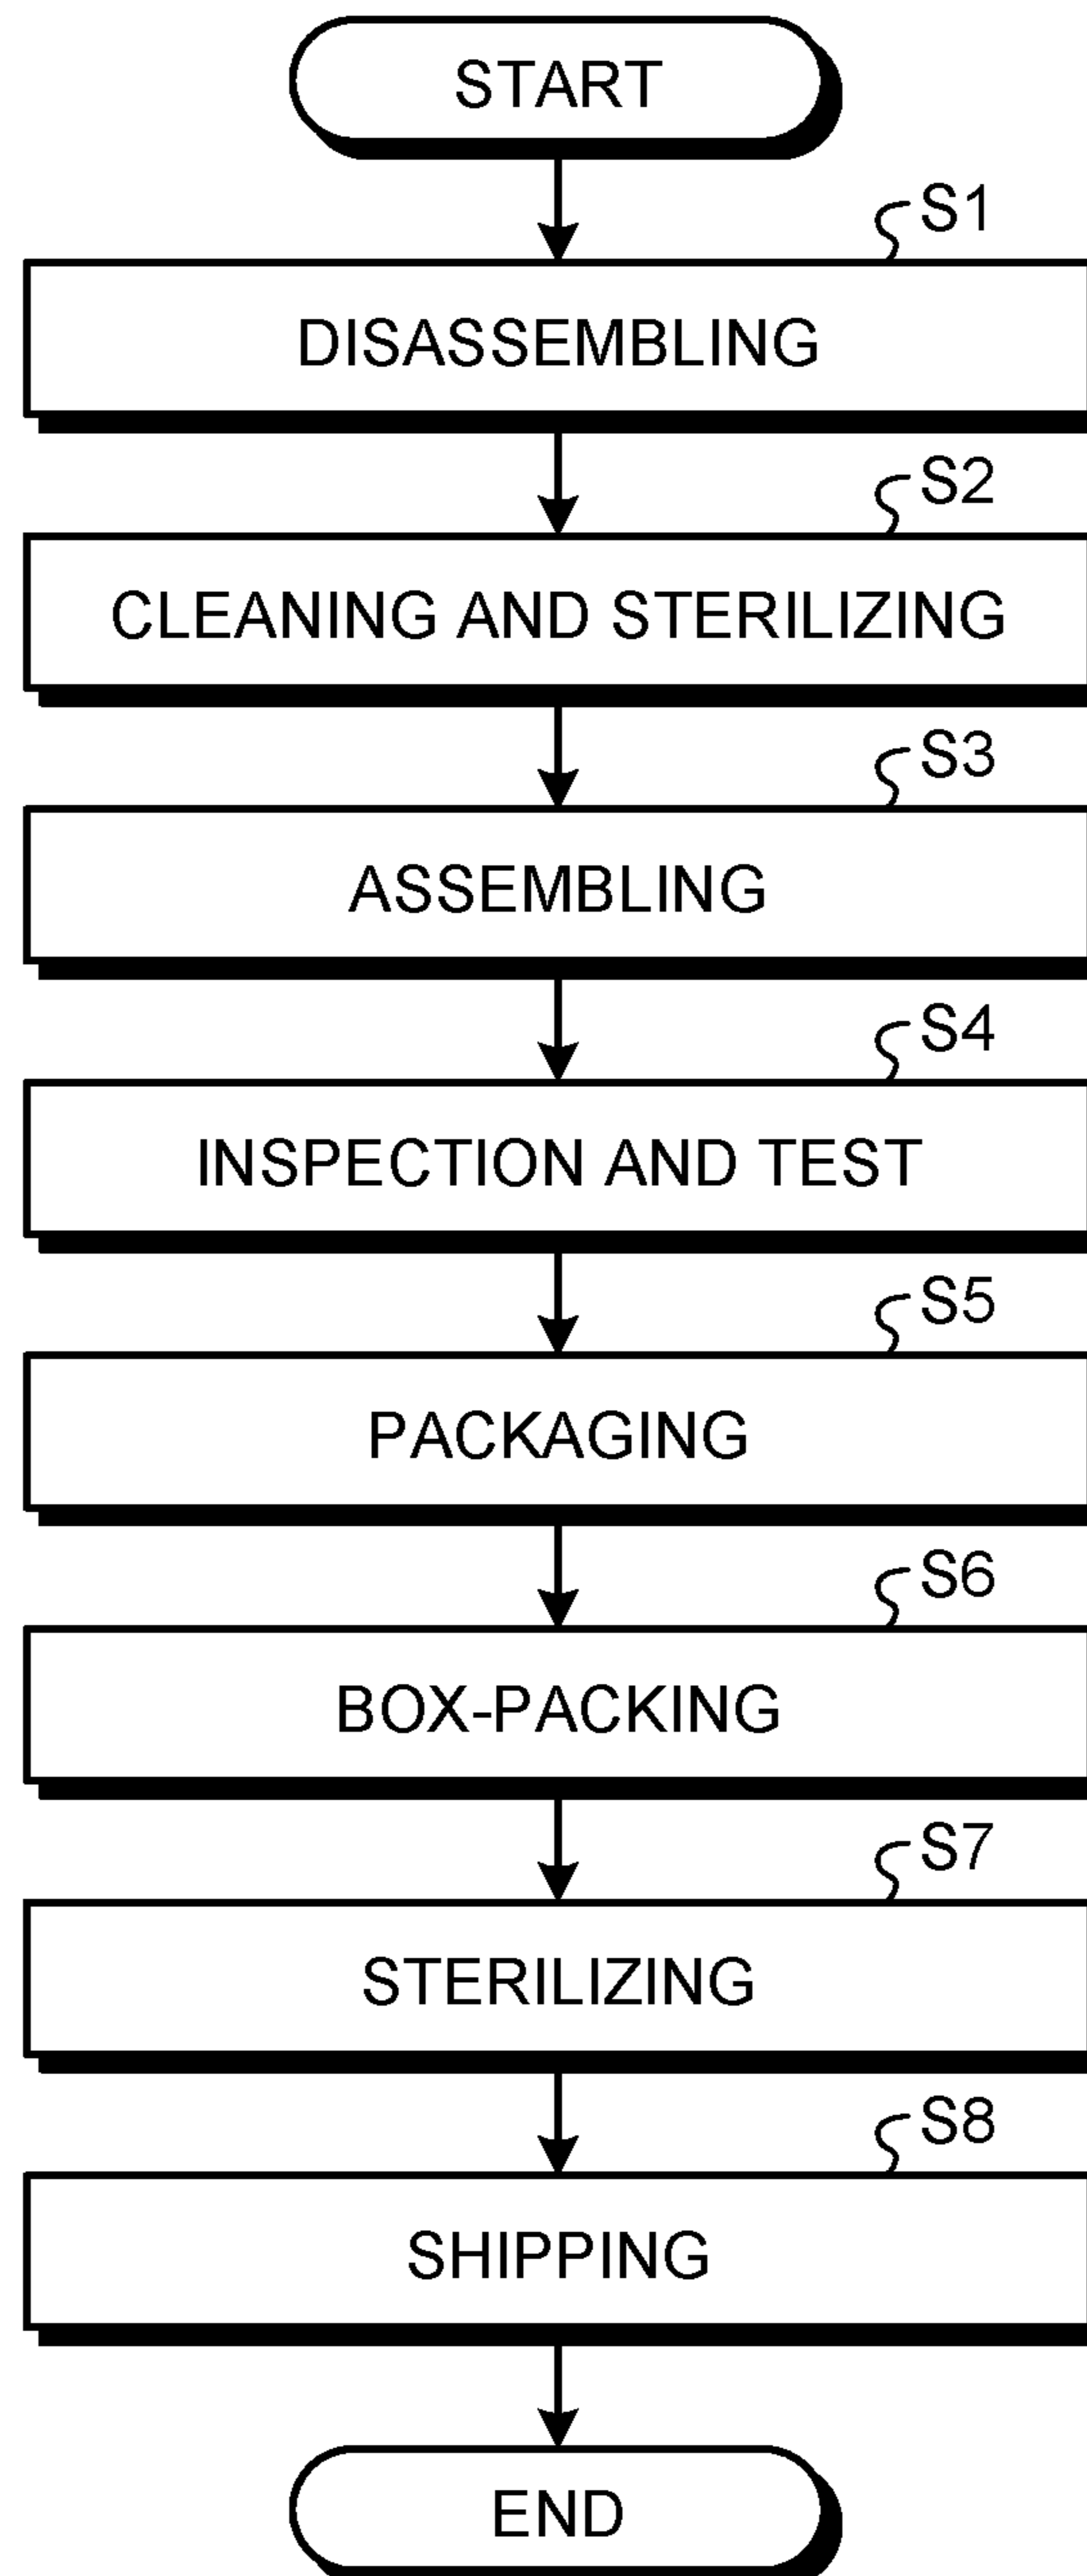 START
S1
DISASSEMBLING
S2
CLEANING AND STERILIZING
S3
ASSEMBLING
S4
INSPECTION AND TEST
S5
PACKAGING
S6
BOX-PACKING
S7
STERILIZING
S8
SHIPPING
END